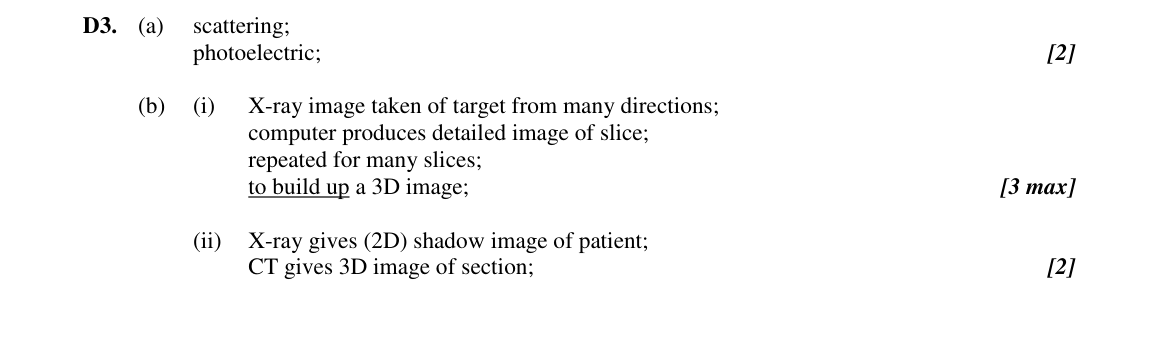 D3. (a) scattering;
photoelectric; [2]
(b) (i) X-ray image taken of target from many directions;
computer produces detailed image of slice;
repeated for many slices;
to build up a 3D image; [3 max]
(ii) X-ray gives (2D) shadow image of patient;
CT gives 3D image of section; [2]